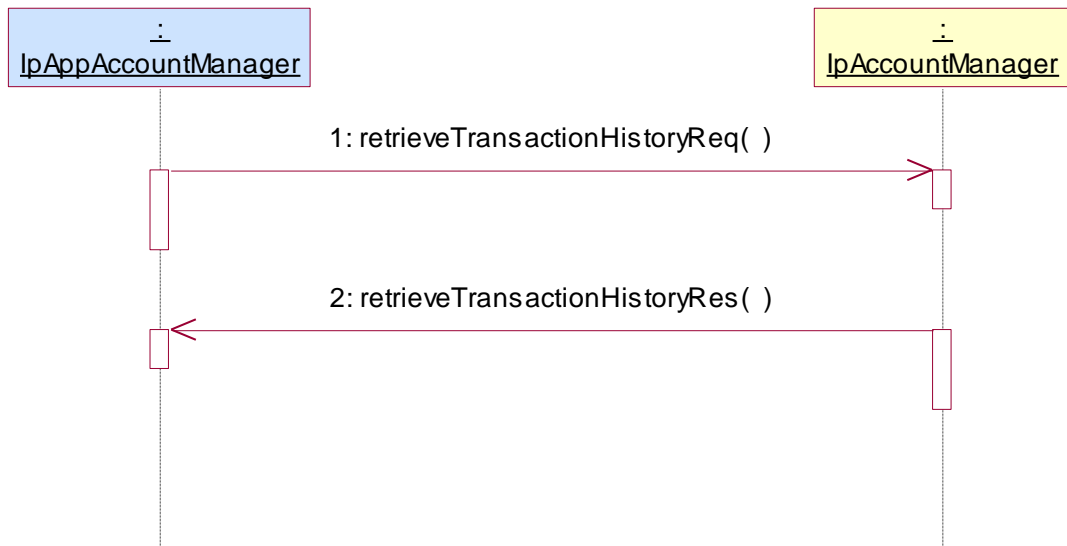 :
IpAppAccountManager
:
IpAccountManager
1: retrieveTransactionHistoryReq( )
2: retrieveTransactionHistoryRes( )